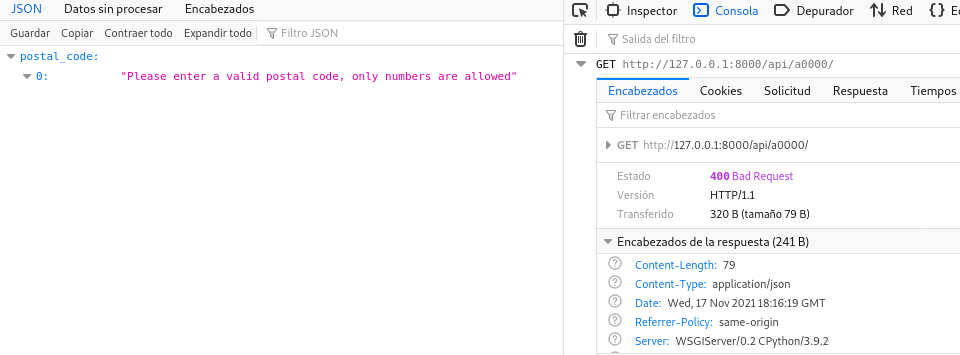 JSON Datos sin procesar Encabezados
Guardar Copiar Contraer todo Expandir todo Filtro JSON
postal_code:
0: "Please enter a valid postal code, only numbers are allowed"
Inspector Consola Depurador Red {} E
Salida del filtro
GET http://127.0.0.1:8000/api/a0000/
Encabezados Cookies Solicitud Respuesta Tiempos
Filtrar encabezados
GET http://127.0.0.1:8000/api/a0000/
Estado 400 Bad Request
Versión HTTP/1.1
Transferido 320 B (tamaño 79 B)
Encabezados de la respuesta (241 B)
Content-Length: 79
Content-Type: application/json
Date: Wed, 17 Nov 2021 18:16:19 GMT
Referrer-Policy: same-origin
Server: WSGIServer/0.2 CPython/3.9.2